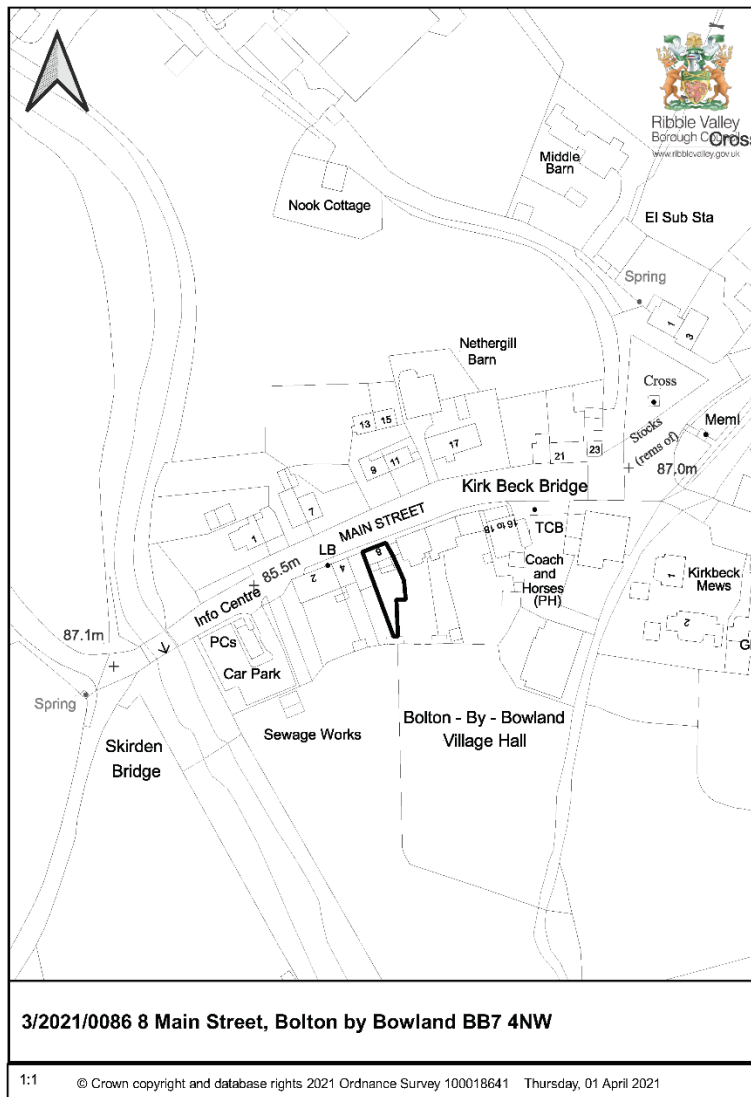 Ribble Valley
Borough Council
www.ribblevalley.gov.uk
Cross
Middle
Barn
Nook Cottage
El Sub Sta
Spring
1
3
Nethergill
Barn
Cross
Stocks
(rems of)
Meml
13
15
17
9
11
21
23
87.0m
Kirk Beck Bridge
7
MAIN STREET
16 to 18
TCB
1
LB
8
2
4
85.5m
Info Centre
Coach
and
Horses
(PH)
1
Kirkbeck
Mews
2
87.1m
PCs
Car Park
Spring
Skirden
Bridge
Sewage Works
Bolton - By - Bowland
Village Hall
3/2021/0086 8 Main Street, Bolton by Bowland BB7 4NW
1:1
© Crown copyright and database rights 2021 Ordnance Survey 100018641 Thursday, 01 April 2021